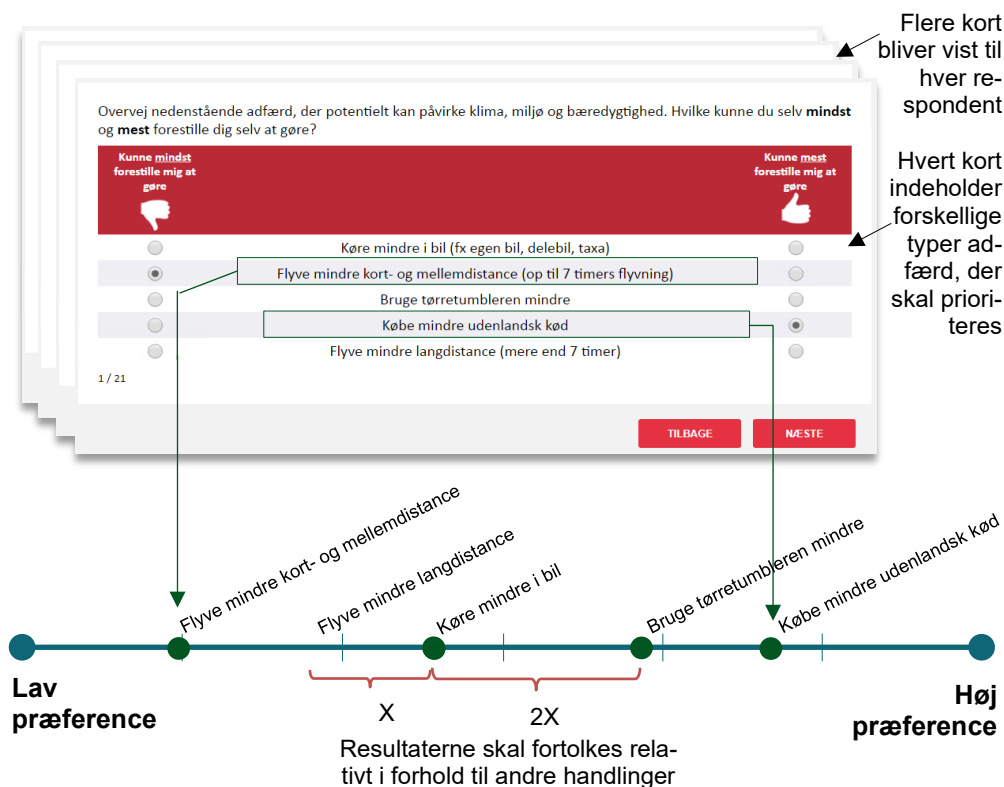 Flere kort
bliver vist til
hver re-
spondent
Overvej nedenstående adfærd, der potentielt kan påvirke klima, miljø og bæredygtighed. Hvilke kunne du selv mindst
og mest forestille dig selv at gøre?
Kunne mindst
forestille mig at
gøre
Kunne mest
forestille mig at
gøre
Hvert kort
indeholder
forskellige
typer ad-
færd, der
skal priori-
teres
Køre mindre i bil (fx egen bil, delebil, taxa)
Flyve mindre kort- og mellemdistance (op til 7 timers flyvning)
Bruge tørretumbleren mindre
Købe mindre udenlandsk kød
Flyve mindre langdistance (mere end 7 timer)
1 / 21
TILBAGE
NÆSTE
Flyve mindre kort- og mellemdistance
Flyve mindre langdistance
Køre mindre i bil
Bruge tørretumbleren mindre
Købe mindre udenlandsk kød
Lav
præference
Høj
præference
X
2X
Resultaterne skal fortolkes rela-
tivt i forhold til andre handlinger